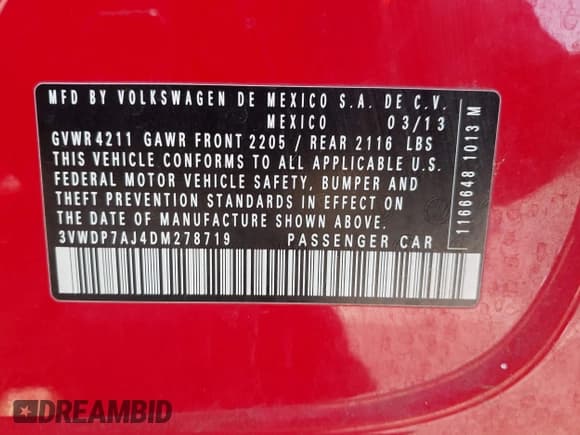 MFD BY VOLKSWAGEN DE MEXICO S.A. DE C.V.
MEXICO 03/13
GVWR4211 GAWR FRONT 2205 / REAR 2116 LBS
THIS VEHICLE CONFORMS TO ALL APPLICABLE U.S.
FEDERAL MOTOR VEHICLE SAFETY, BUMPER AND
THEFT PREVENTION STANDARDS IN EFFECT ON
THE DATE OF MANUFACTURE SHOWN ABOVE.
3VWDP7AJ4DM278719 PASSENGER CAR
1166648 1013 M
DREAMBID